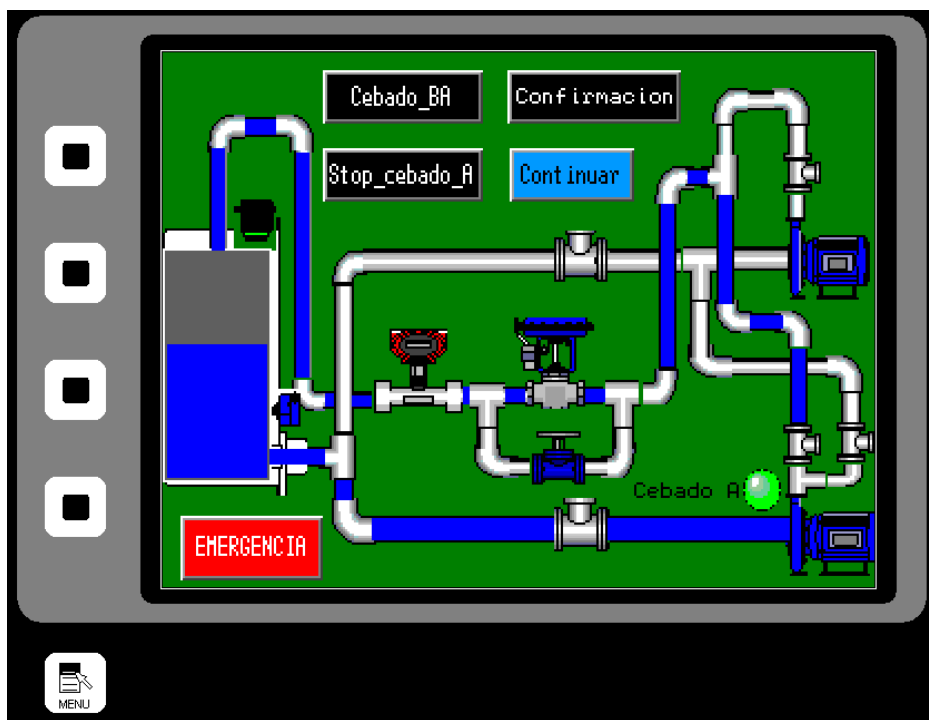 Cebado_BA
Confirmacion
Stop_cebado_A
Continuar
Cebado A
EMERGENCIA
MENU